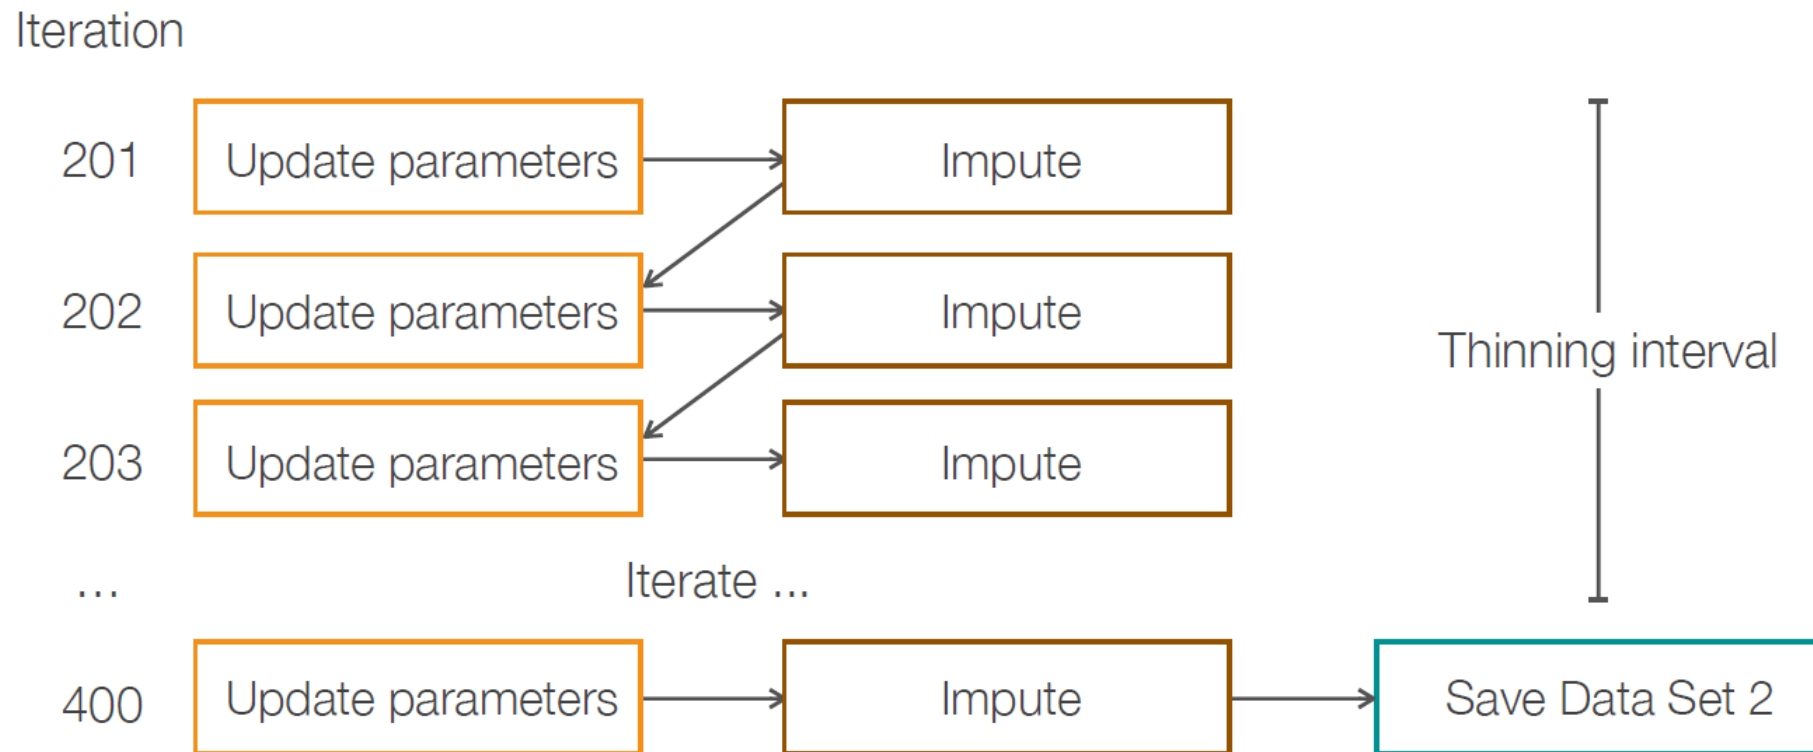 Iteration
201 Update parameters Impute
202 Update parameters Impute
Thinning interval
203 Update parameters Impute
... Iterate ...
400 Update parameters Impute Save Data Set 2